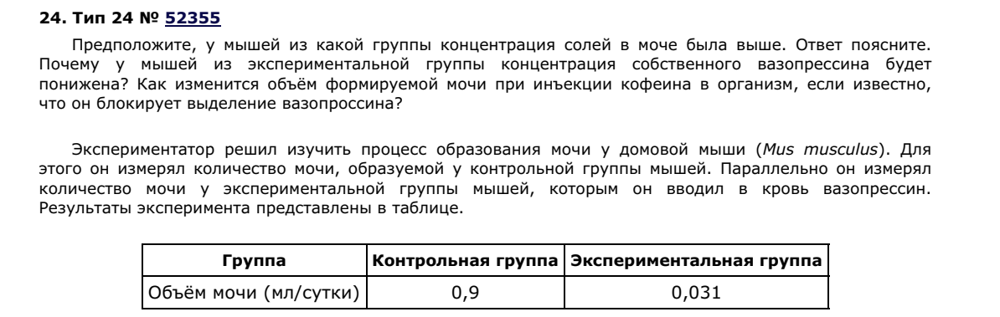 24. Тип 24 № 52355
Предположите, у мышей из какой группы концентрация солей в моче была выше. Ответ поясните.
Почему у мышей из экспериментальной группы концентрация собственного вазопрессина будет
понижена? Как изменится объём формируемой мочи при инъекции кофеина в организм, если известно,
что он блокирует выделение вазопроссина?
Экспериментатор решил изучить процесс образования мочи у домовой мыши (Mus musculus). Для
этого он измерял количество мочи, образуемой у контрольной группы мышей. Параллельно он измерял
количество мочи у экспериментальной группы мышей, которым он вводил в кровь вазопрессин.
Результаты эксперимента представлены в таблице.
Группа Контрольная группа Экспериментальная группа
Объём мочи (мл/сутки) 0,9 0,031